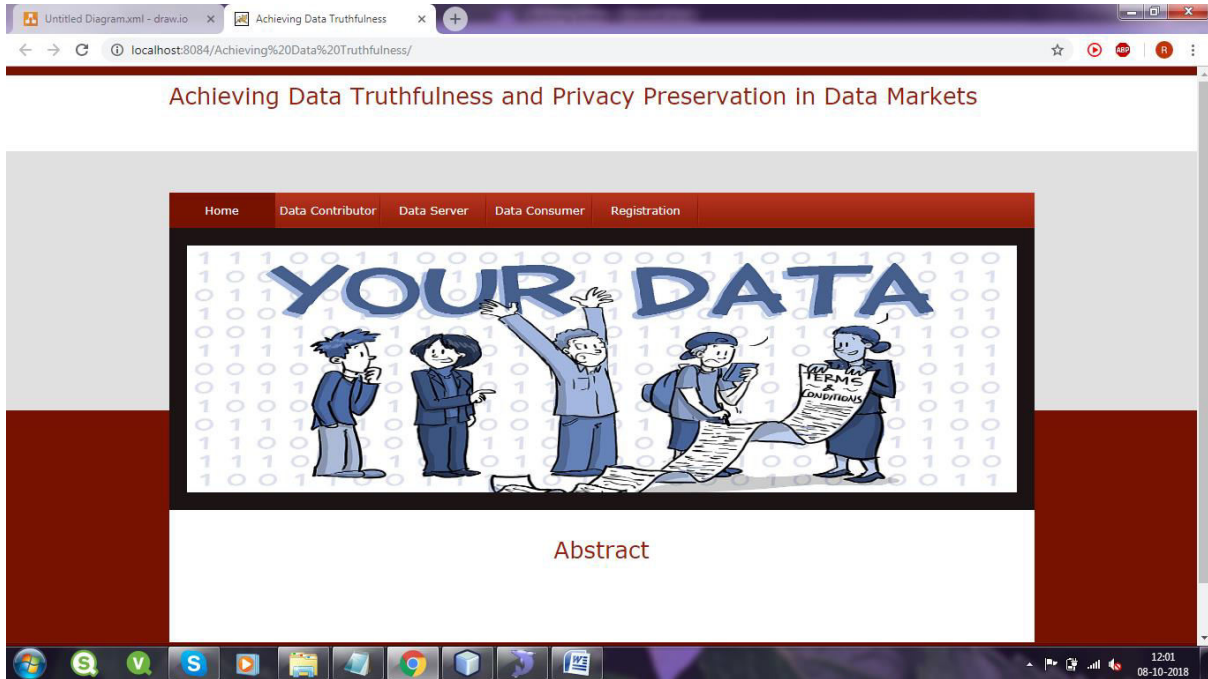 Untitled Diagram.xml - draw.io
Achieving Data Truthfulness
localhost:8084/Achieving%20Data%20Truthfulness/
ABP
R
Achieving Data Truthfulness and Privacy Preservation in Data Markets
Home Data Contributor Data Server Data Consumer Registration
YOUR DATA
TERMS
&
CONDITIONS
Abstract
12:01
08-10-2018